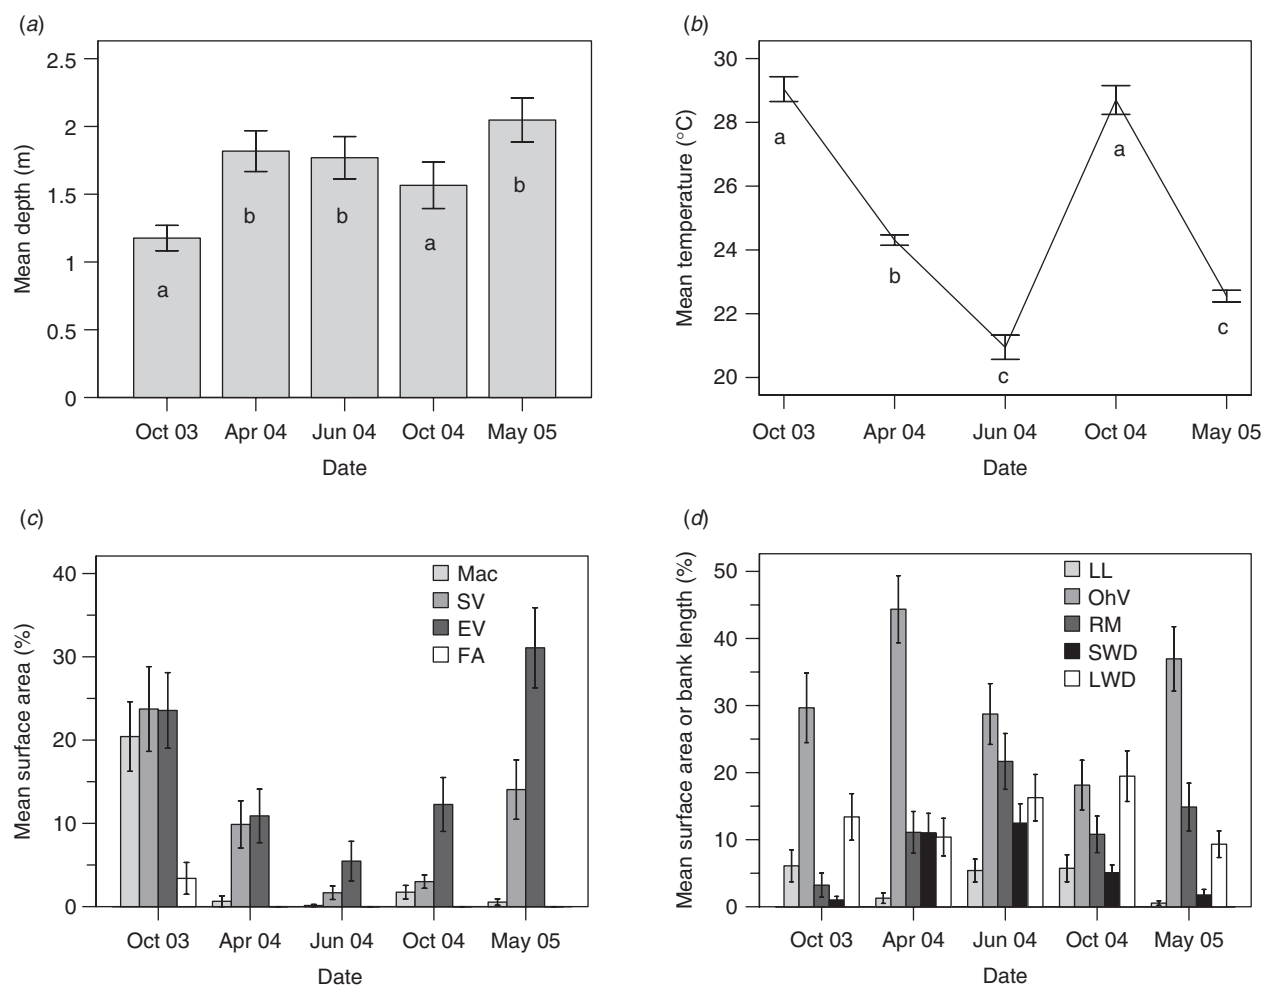 (a)
Mean depth (m)
2.5
2
1.5
1
0.5
0
a
b
b
a
b
Oct 03 Apr 04 Jun 04 Oct 04 May 05
Date
(b)
Mean temperature (°C)
30
28
26
24
22
20
a
b
c
a
c
Oct 03 Apr 04 Jun 04 Oct 04 May 05
Date
(c)
Mean surface area (%)
40
30
20
10
0
Mac
SV
EV
FA
Oct 03 Apr 04 Jun 04 Oct 04 May 05
Date
(d)
Mean surface area or bank length (%)
50
40
30
20
10
0
LL
OhV
RM
SWD
LWD
Oct 03 Apr 04 Jun 04 Oct 04 May 05
Date